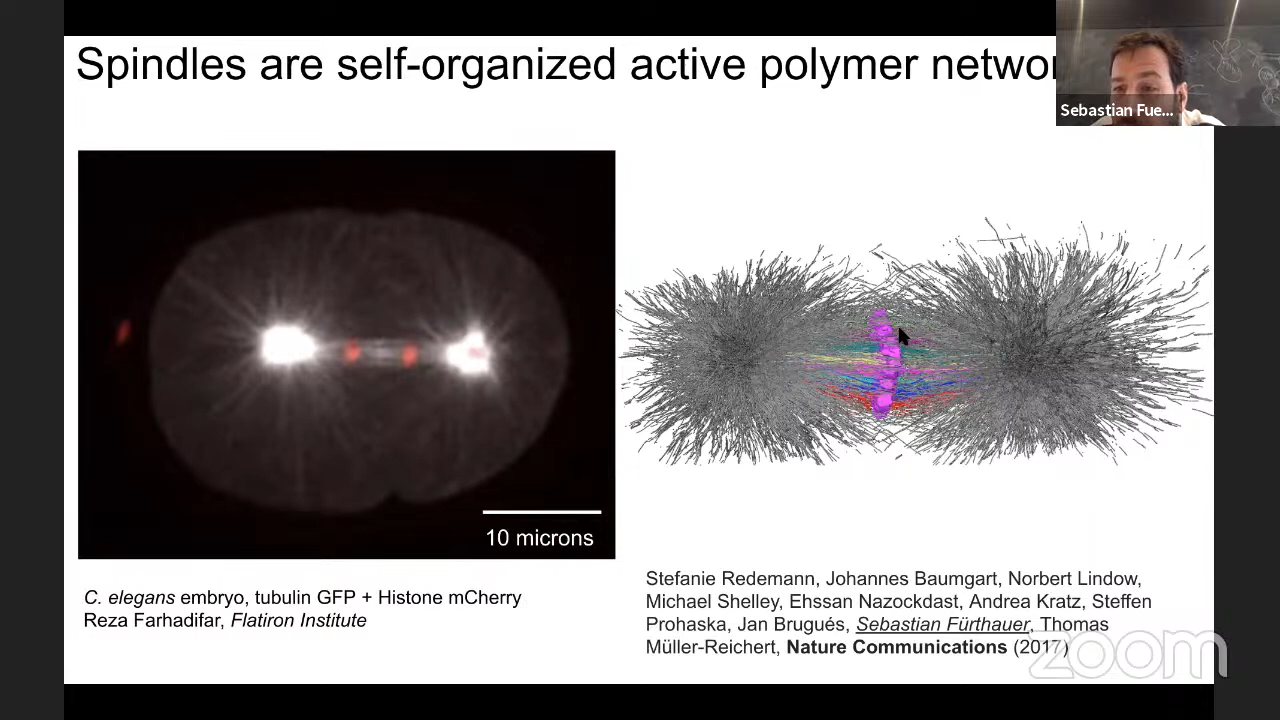 Spindles are self-organized active polymer networ
Sebastian Fue...
10 microns
C. elegans embryo, tubulin GFP + Histone mCherry
Reza Farhadifar, Flatiron Institute
Stefanie Redemann, Johannes Baumgart, Norbert Lindow,
Michael Shelley, Ehssan Nazockdast, Andrea Kratz, Steffen
Prohaska, Jan Brugués, Sebastian Fürthauer, Thomas
Müller-Reichert, Nature Communications (2017)
zoom